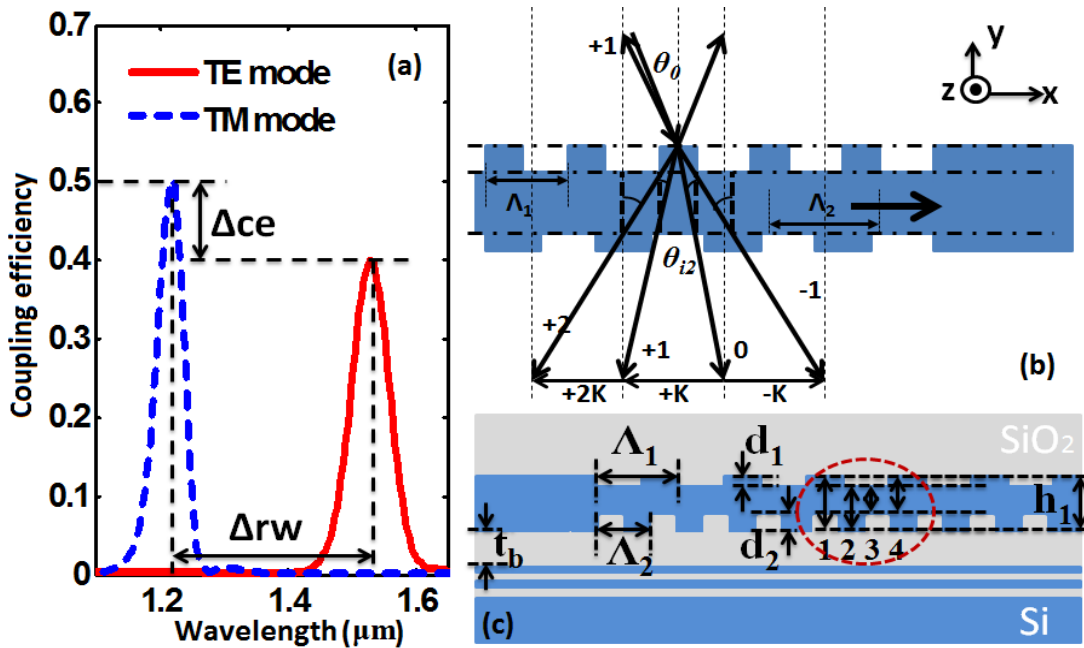 0.7
0.6
0.5
0.4
0.3
0.2
0.1
0
Coupling efficiency
TE mode
TM mode
(a)
Δce
Δrw
1.2
1.4
1.6
Wavelength (μm)
+1
θ0
y
z
x
Λ1
Λ2
θi2
+2
+1
0
-1
+2K
+K
-K
(b)
SiO2
Λ1
d1
h1
tb
Λ2
d2
1 2 3 4
(c)
Si